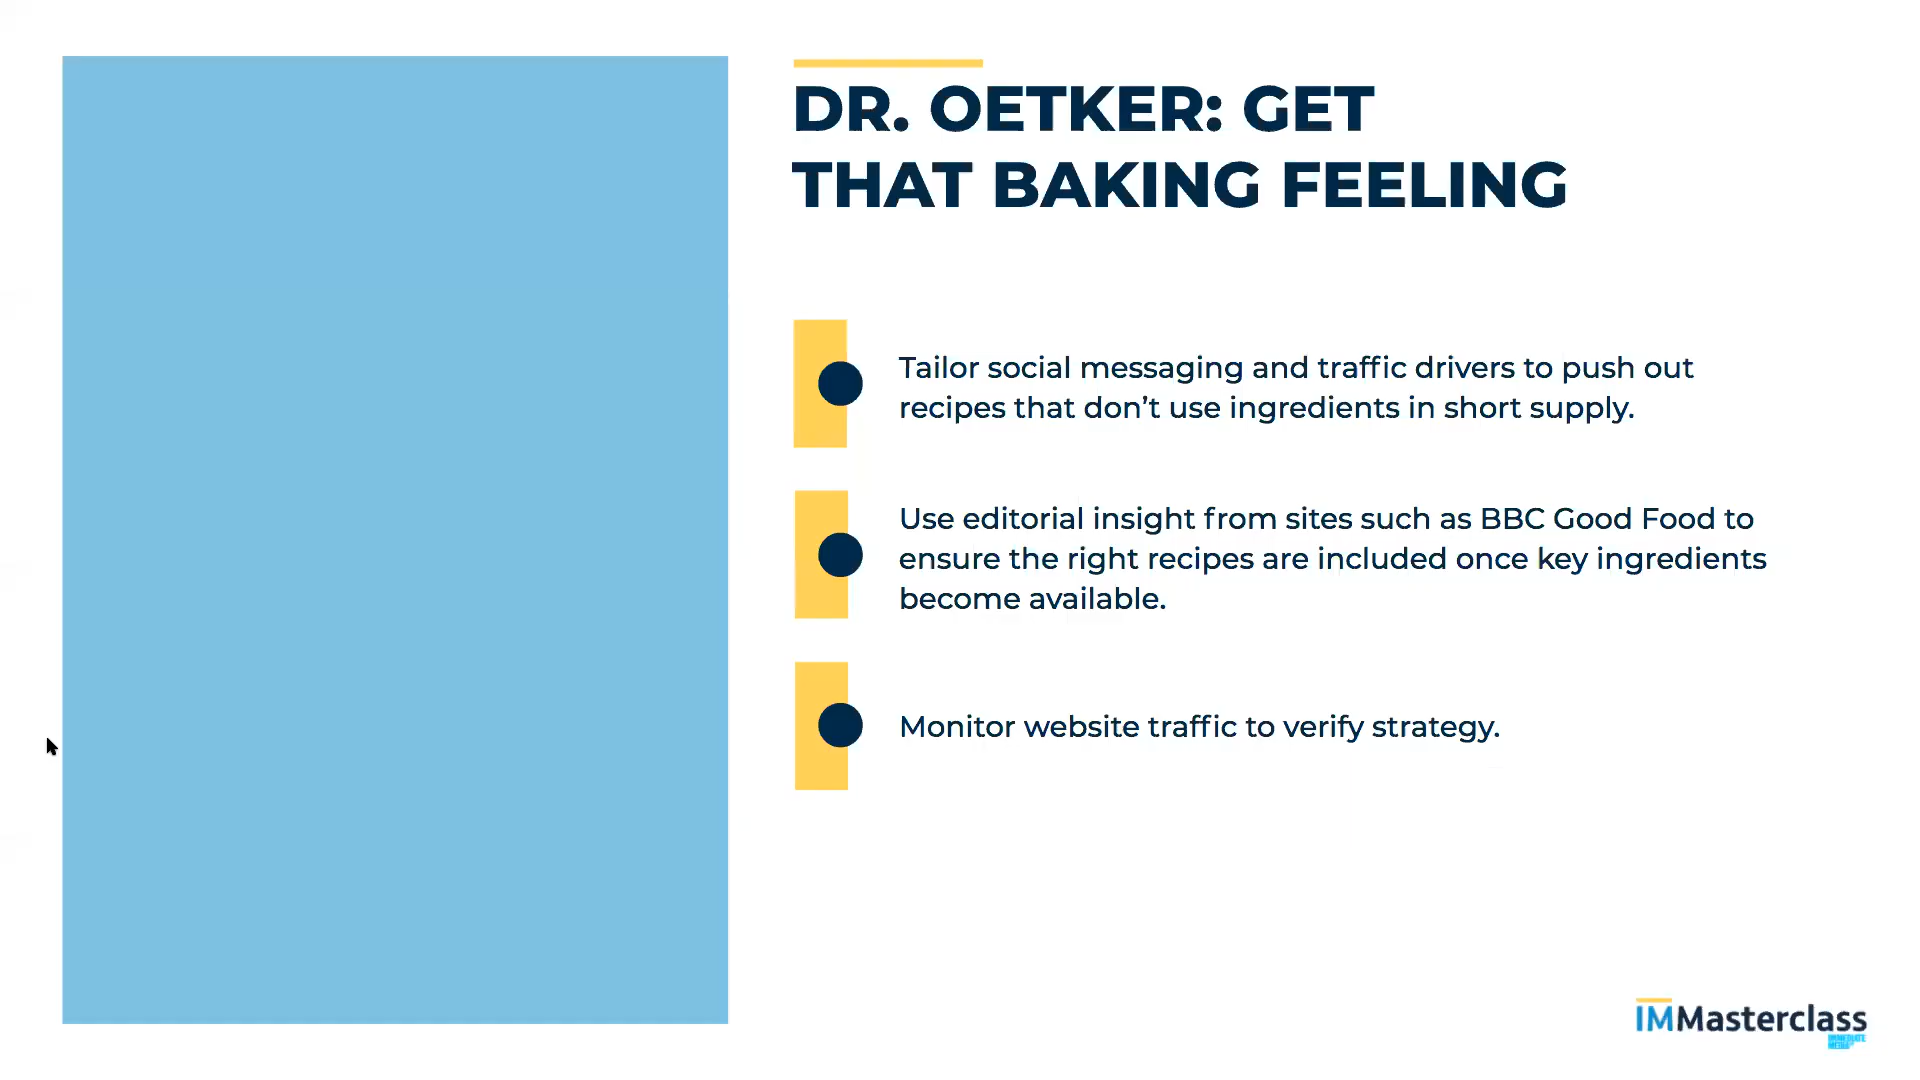 DR. OETKER: GET
THAT BAKING FEELING
Tailor social messaging and traffic drivers to push out
recipes that don’t use ingredients in short supply.
Use editorial insight from sites such as BBC Good Food to
ensure the right recipes are included once key ingredients
become available.
Monitor website traffic to verify strategy.
IMMasterclass
IMMEDIATE
MEDIA